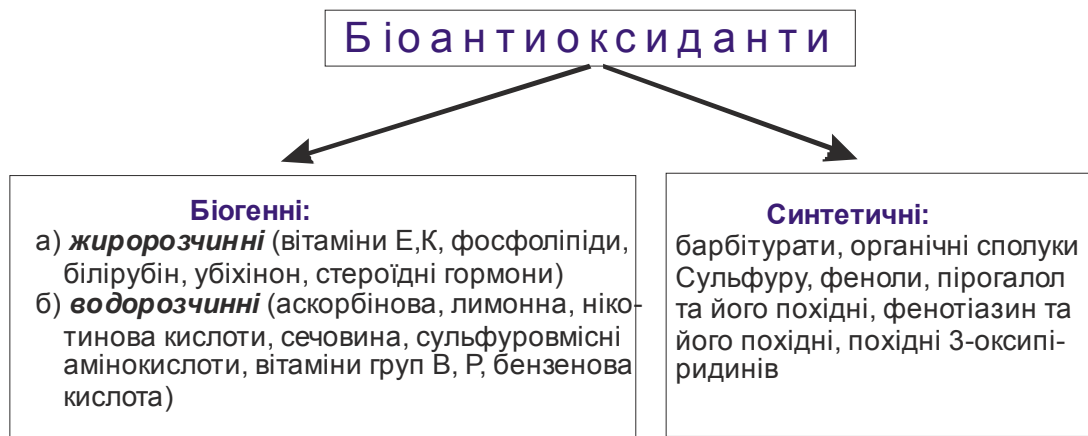 Біоантиоксиданти
Біогенні:
а) жиророзчинні (вітаміни Е,К, фосфоліпіди,
білірубін, убіхінон, стероїдні гормони)
б) водорозчинні (аскорбінова, лимонна, ніко-
тинова кислоти, сечовина, сульфуровмісні
амінокислоти, вітаміни груп В, Р, бензенова
кислота)
Синтетичні:
барбітурати, органічні сполуки
Сульфуру, феноли, пірогалол
та його похідні, фенотіазин та
його похідні, похідні 3-оксипі-
ридинів